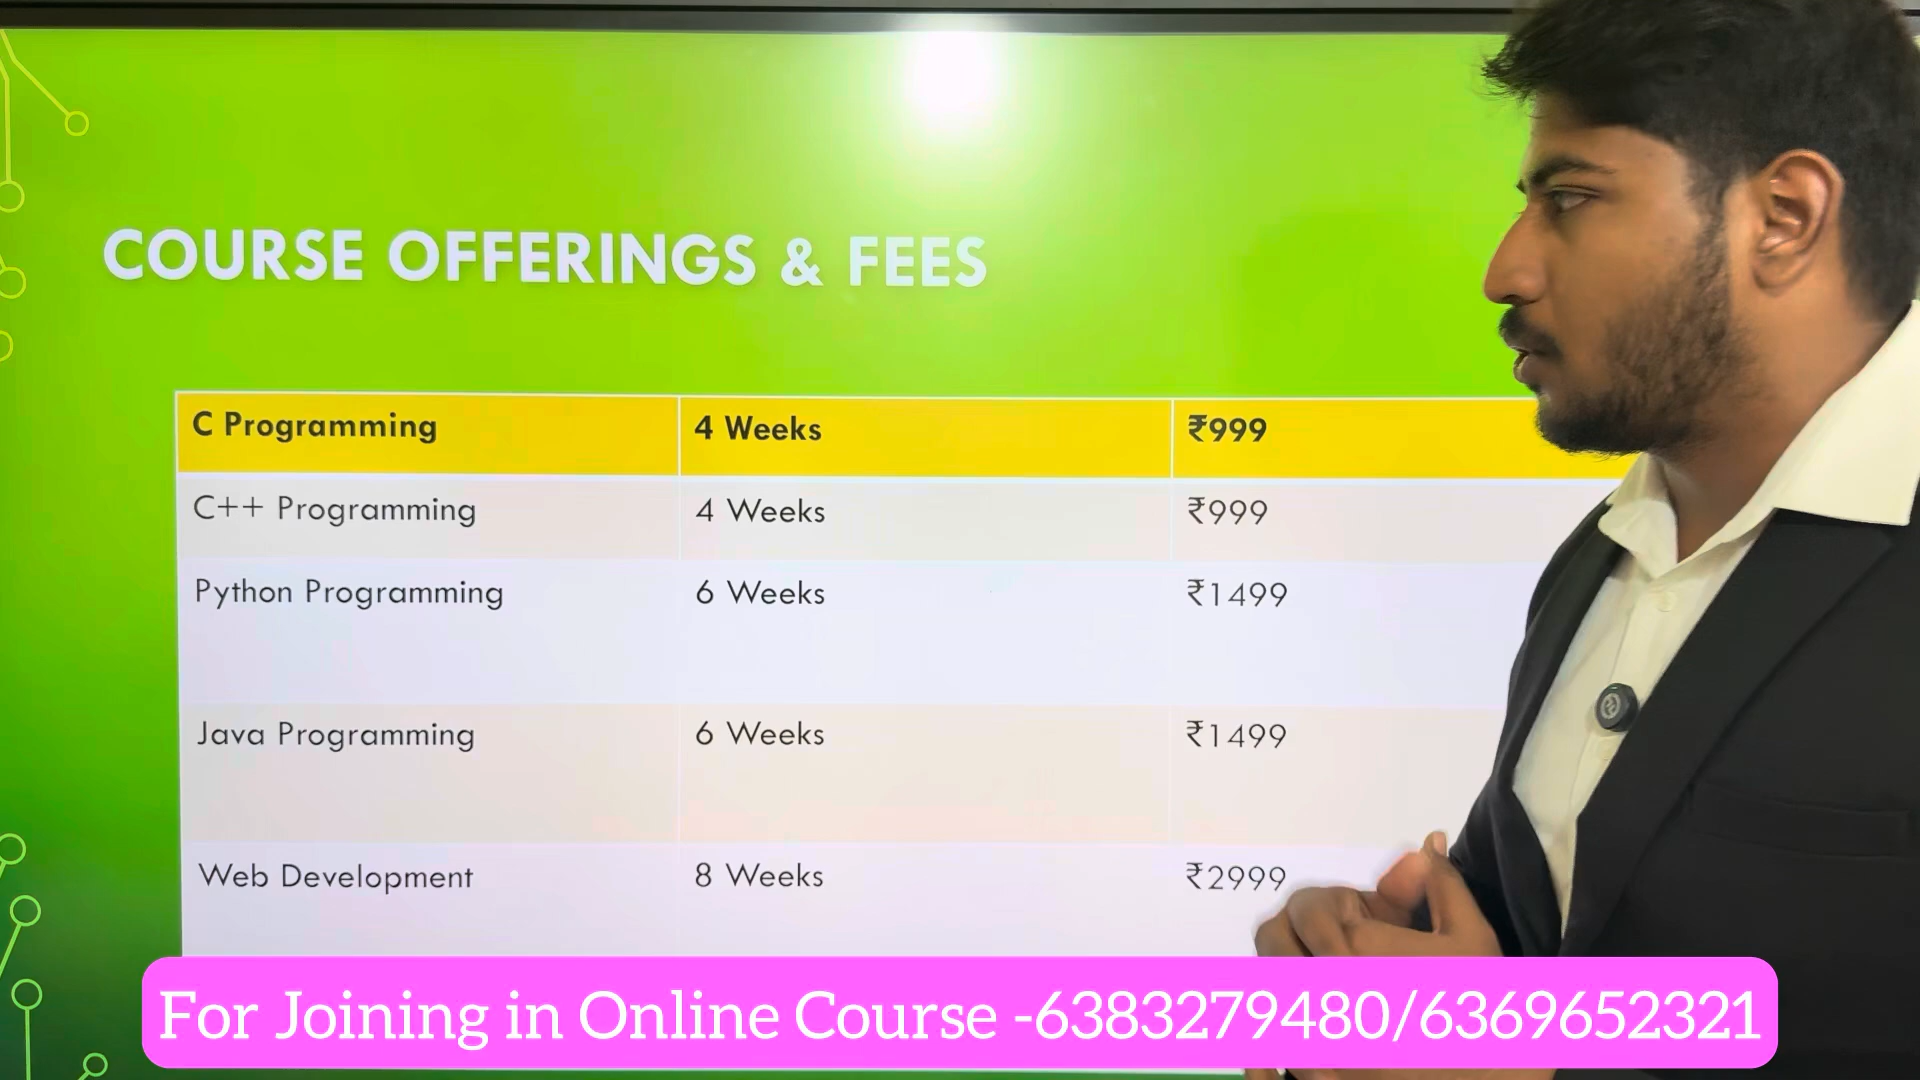 COURSE OFFERINGS & FEES
C Programming 4 Weeks ₹999
C++ Programming 4 Weeks ₹999
Python Programming 6 Weeks ₹1499
Java Programming 6 Weeks ₹1499
Web Development 8 Weeks ₹2999
For Joining in Online Course -6383279480/6369652321